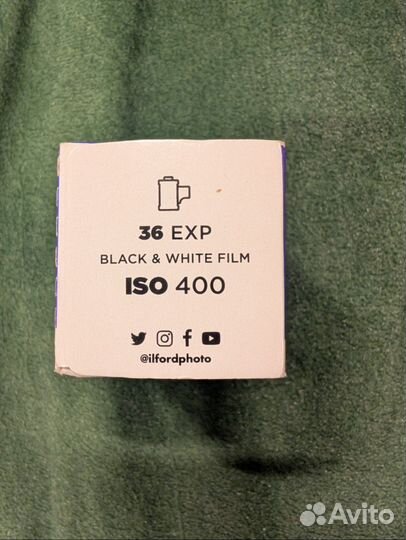 36 EXP
BLACK & WHITE FILM
ISO 400
@ilfordphoto
Avito